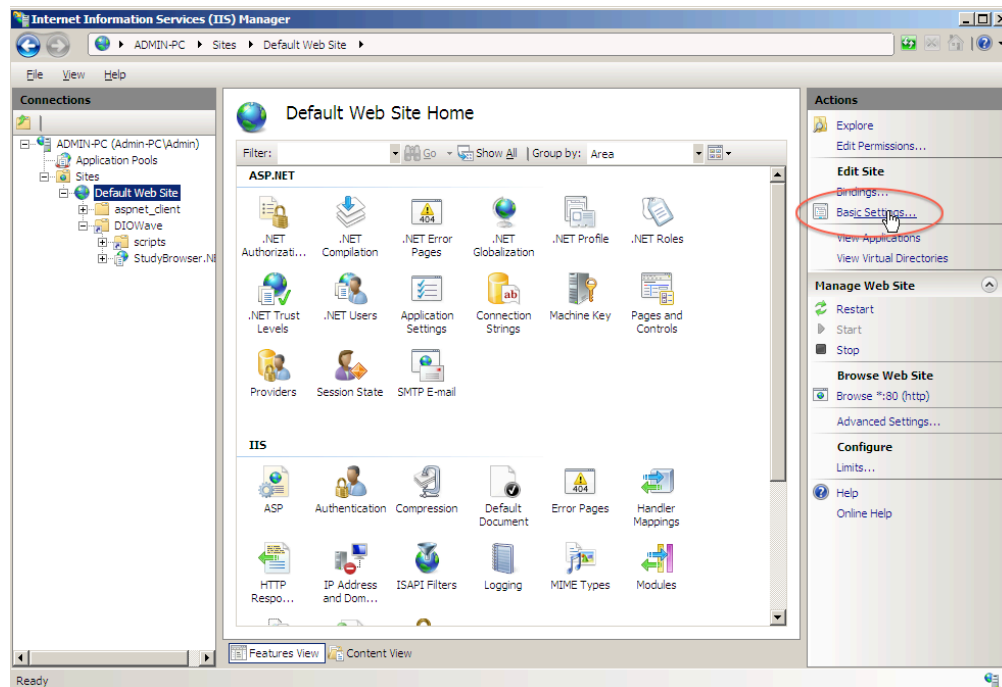 Internet Information Services (IIS) Manager
ADMIN-PC Sites Default Web Site
File View Help
Connections
ADMIN-PC (Admin-PC\Admin)
Application Pools
Sites
Default Web Site
aspnet_client
DIOWave
scripts
StudyBrowser.NE
Default Web Site Home
Filter: Go Show All Group by: Area
ASP.NET
.NET Authorizati...
.NET Compilation
.NET Error Pages
.NET Globalization
.NET Profile
.NET Roles
.NET Trust Levels
.NET Users
Application Settings
Connection Strings
Machine Key
Pages and Controls
Providers
Session State
SMTP E-mail
IIS
ASP
Authentication
Compression
Default Document
Error Pages
Handler Mappings
HTTP Respo...
IP Address and Dom...
ISAPI Filters
Logging
MIME Types
Modules
Features View
Content View
Actions
Explore
Edit Permissions...
Edit Site
Bindings...
Basic Settings...
View Applications
View Virtual Directories
Manage Web Site
Restart
Start
Stop
Browse Web Site
Browse *:80 (http)
Advanced Settings...
Configure
Limits...
Help
Online Help
Ready